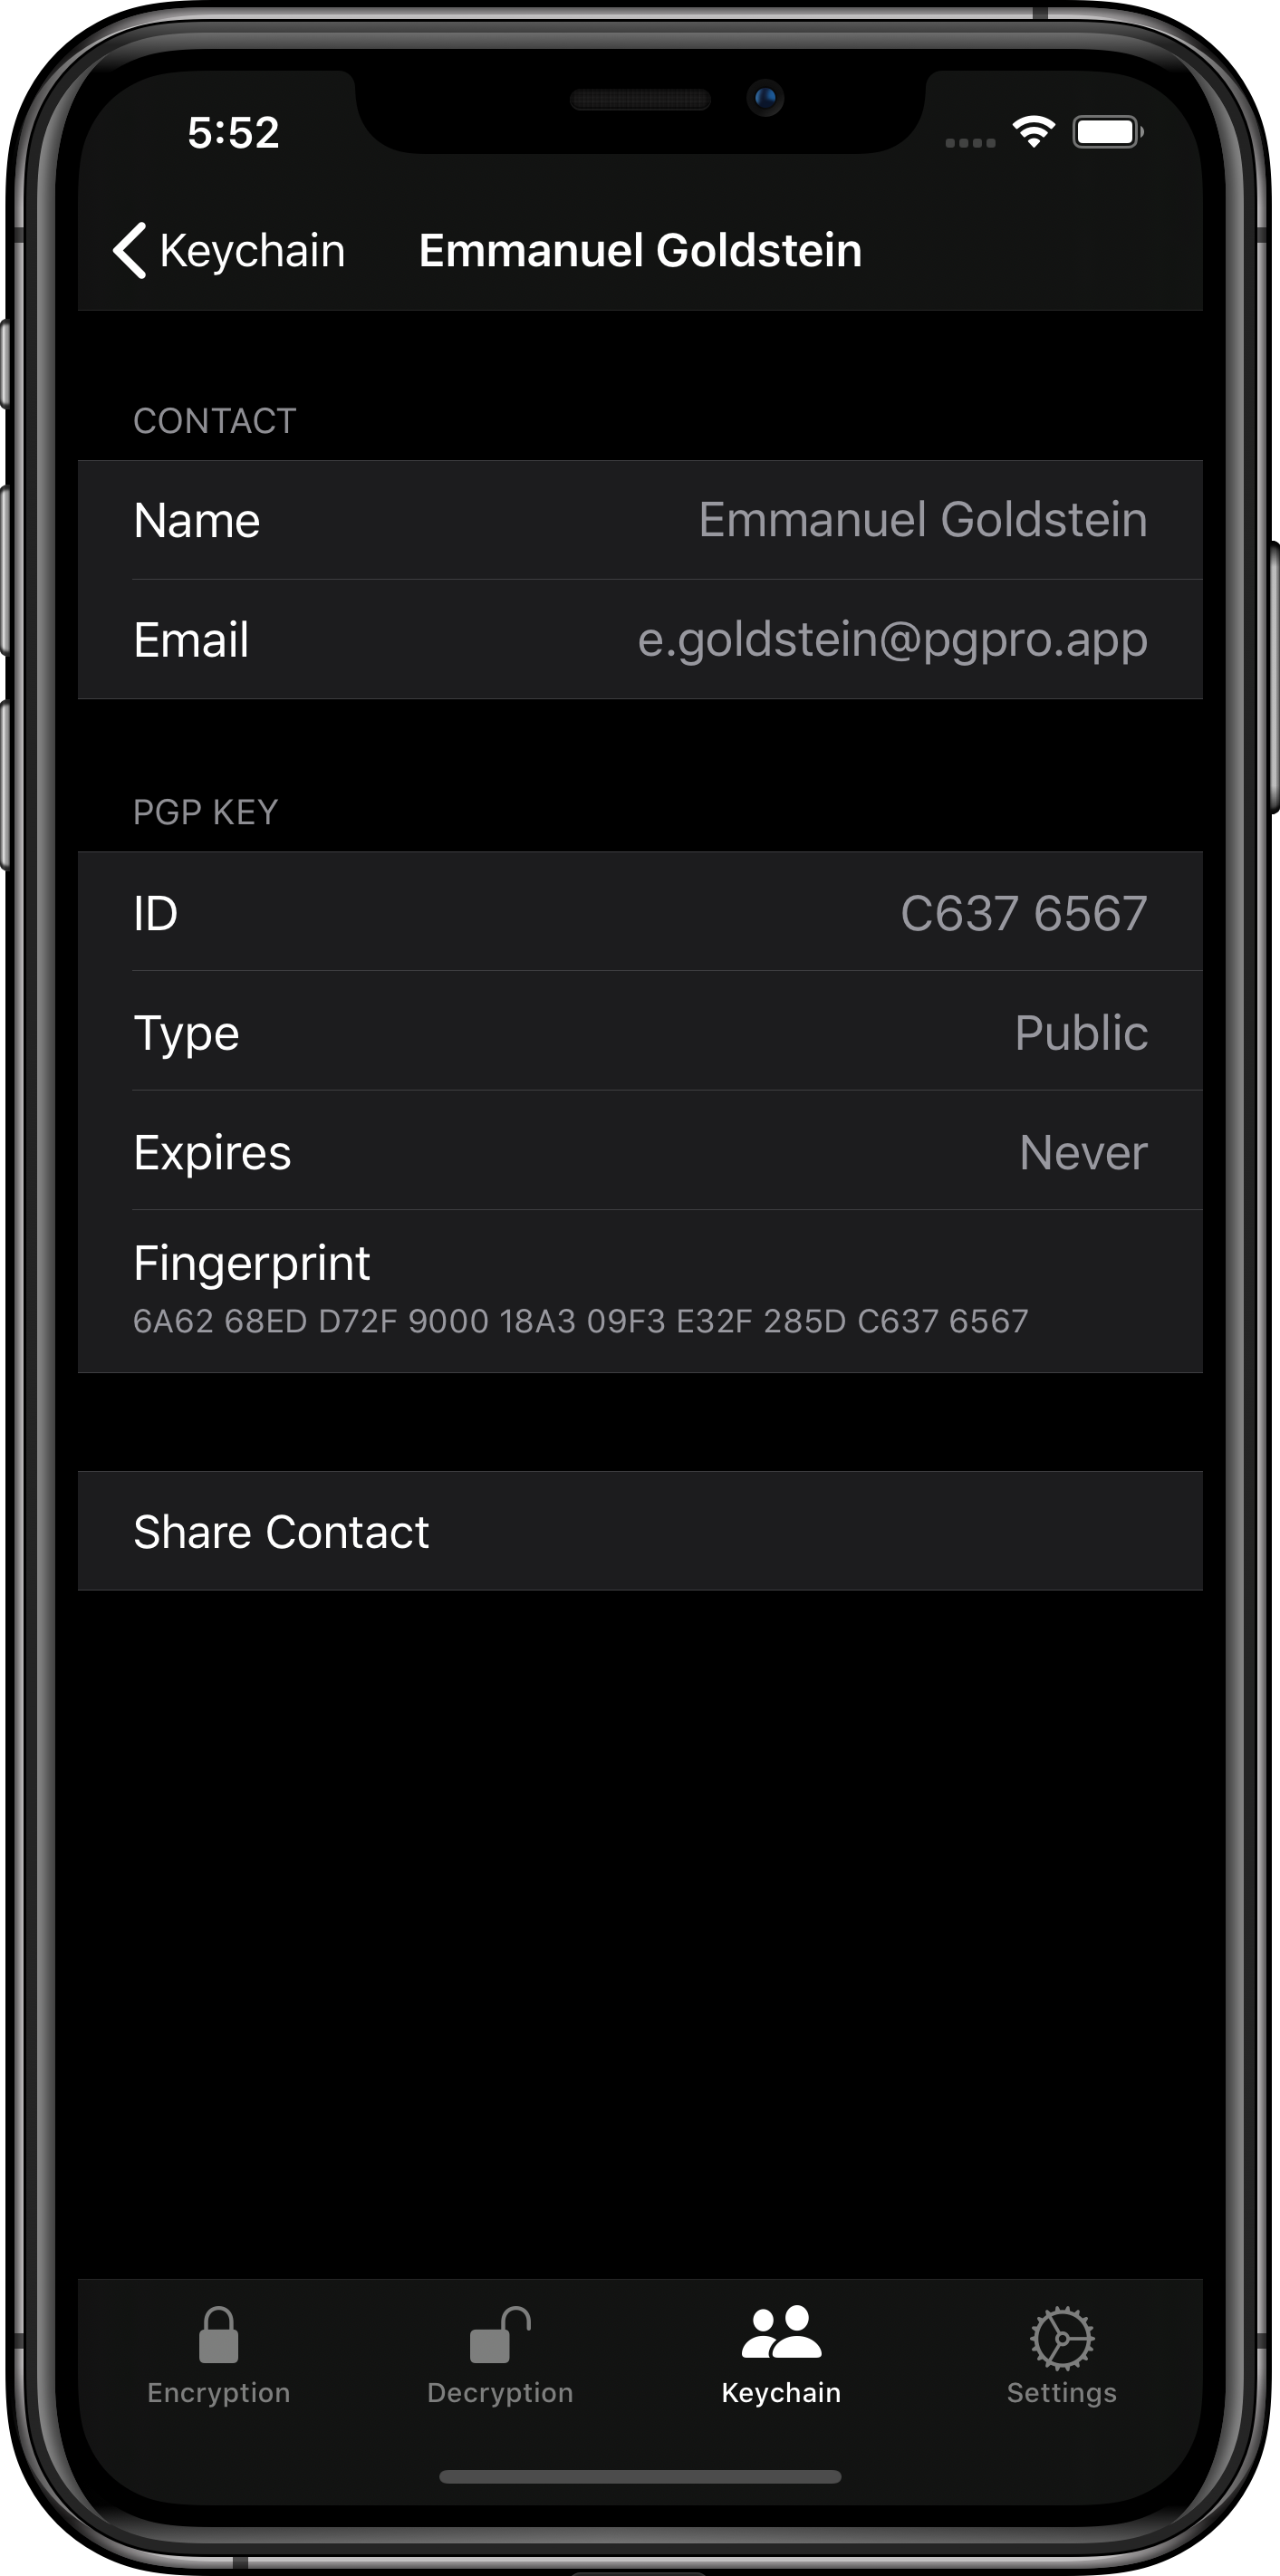 5:52
Keychain Emmanuel Goldstein
CONTACT
Name Emmanuel Goldstein
Email e.goldstein@pgpro.app
PGP KEY
ID C637 6567
Type Public
Expires Never
Fingerprint
6A62 68ED D72F 9000 18A3 09F3 E32F 285D C637 6567
Share Contact
Encryption Decryption Keychain Settings